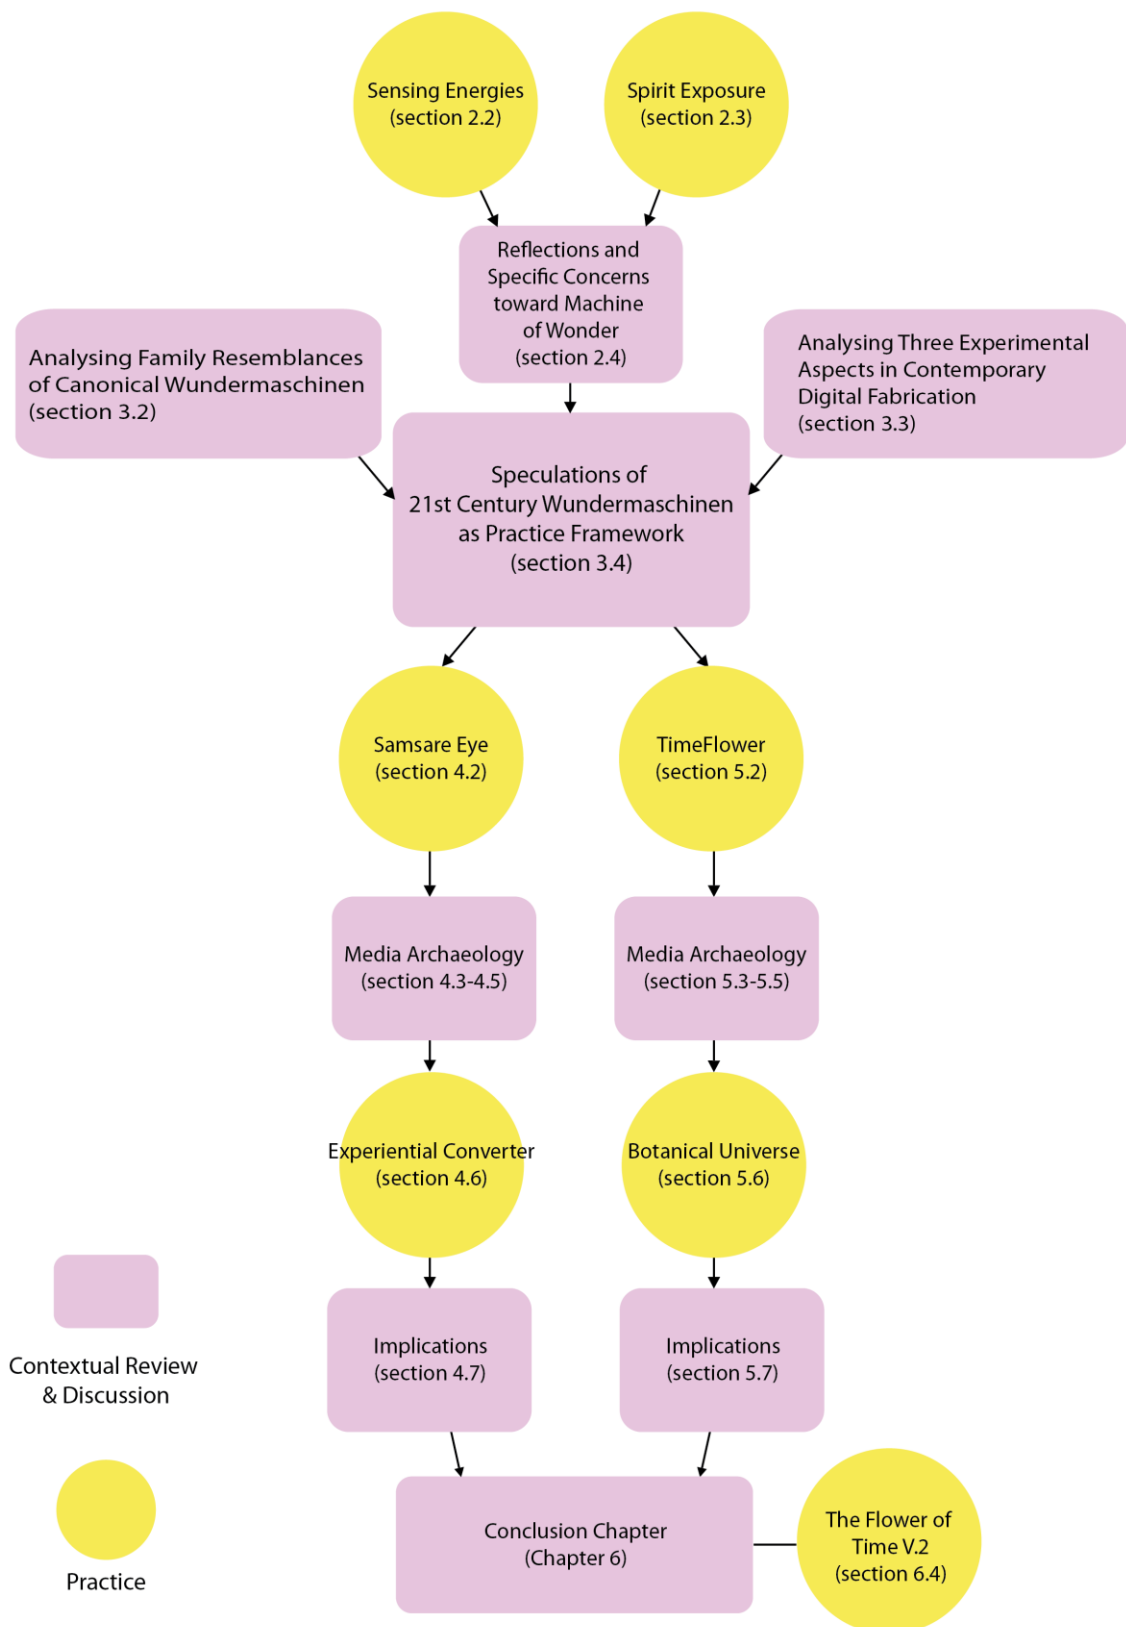 Sensing Energies
(section 2.2)
Spirit Exposure
(section 2.3)
Reflections and
Specific Concerns
toward Machine
of Wonder
(section 2.4)
Analysing Family Resemblances
of Canonical Wundermaschinen
(section 3.2)
Analysing Three Experimental
Aspects in Contemporary
Digital Fabrication
(section 3.3)
Speculations of
21st Century Wundermaschinen
as Practice Framework
(section 3.4)
Samsare Eye
(section 4.2)
TimeFlower
(section 5.2)
Media Archaeology
(section 4.3-4.5)
Media Archaeology
(section 5.3-5.5)
Experiential Converter
(section 4.6)
Botanical Universe
(section 5.6)
Implications
(section 4.7)
Implications
(section 5.7)
Contextual Review
& Discussion
Conclusion Chapter
(Chapter 6)
The Flower of
Time V.2
(section 6.4)
Practice